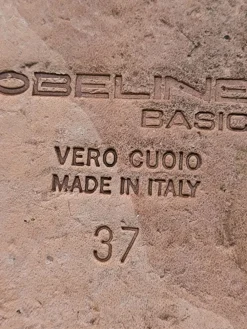 OBELINE
BASIC
VERO CUOIO
MADE IN ITALY
37